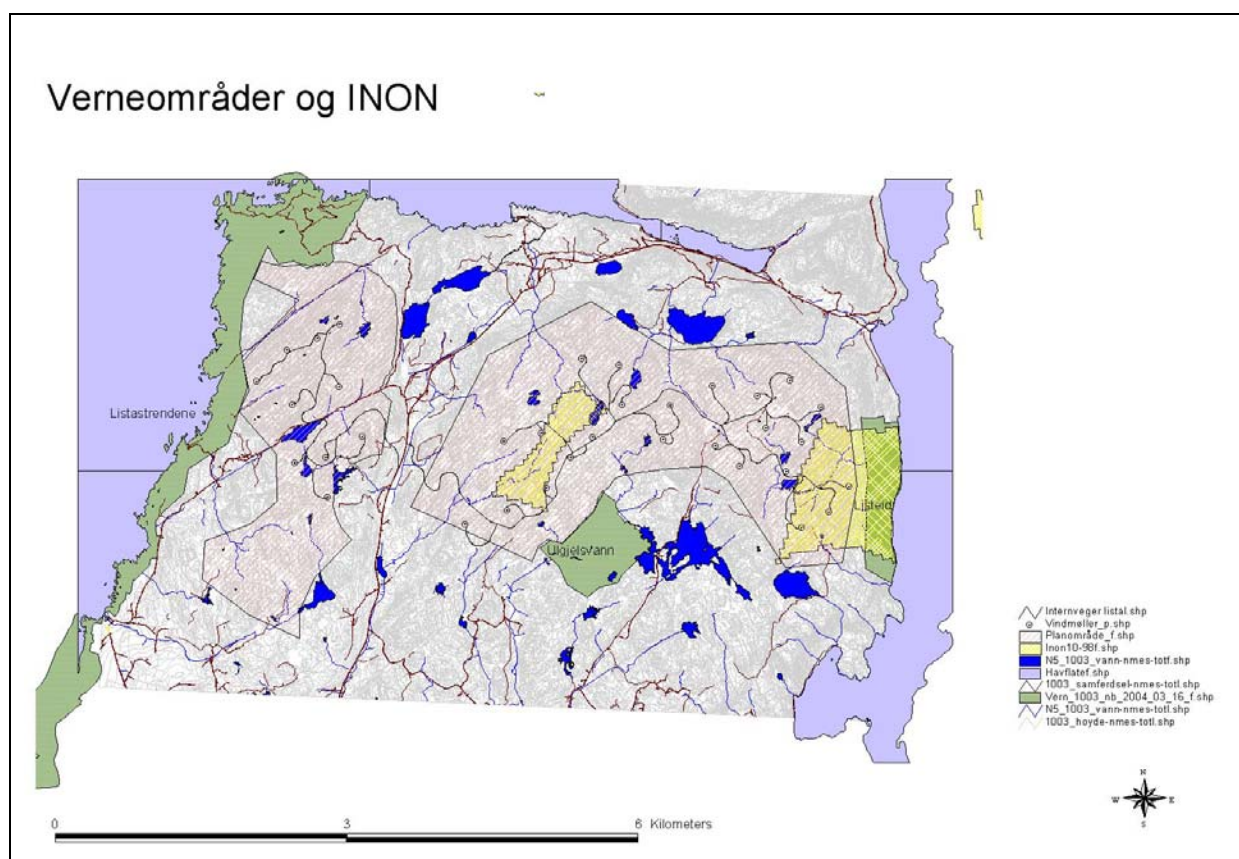 Verneområder og INON
Listastrendene
Ulgjelsvann
Listeid
Internveger listal.shp
Vindmøller_p.shp
Planområde_f.shp
Inon10-98f.shp
N5_1003_vann-nmes-totf.shp
Havflatef.shp
1003_samferdsel-nmes-totl.shp
Vern_1003_nb_2004_03_16_f.shp
N5_1003_vann-nmes-totl.shp
1003_hoyde-nmes-totl.shp
N
W E
S
0 3 6 Kilometers